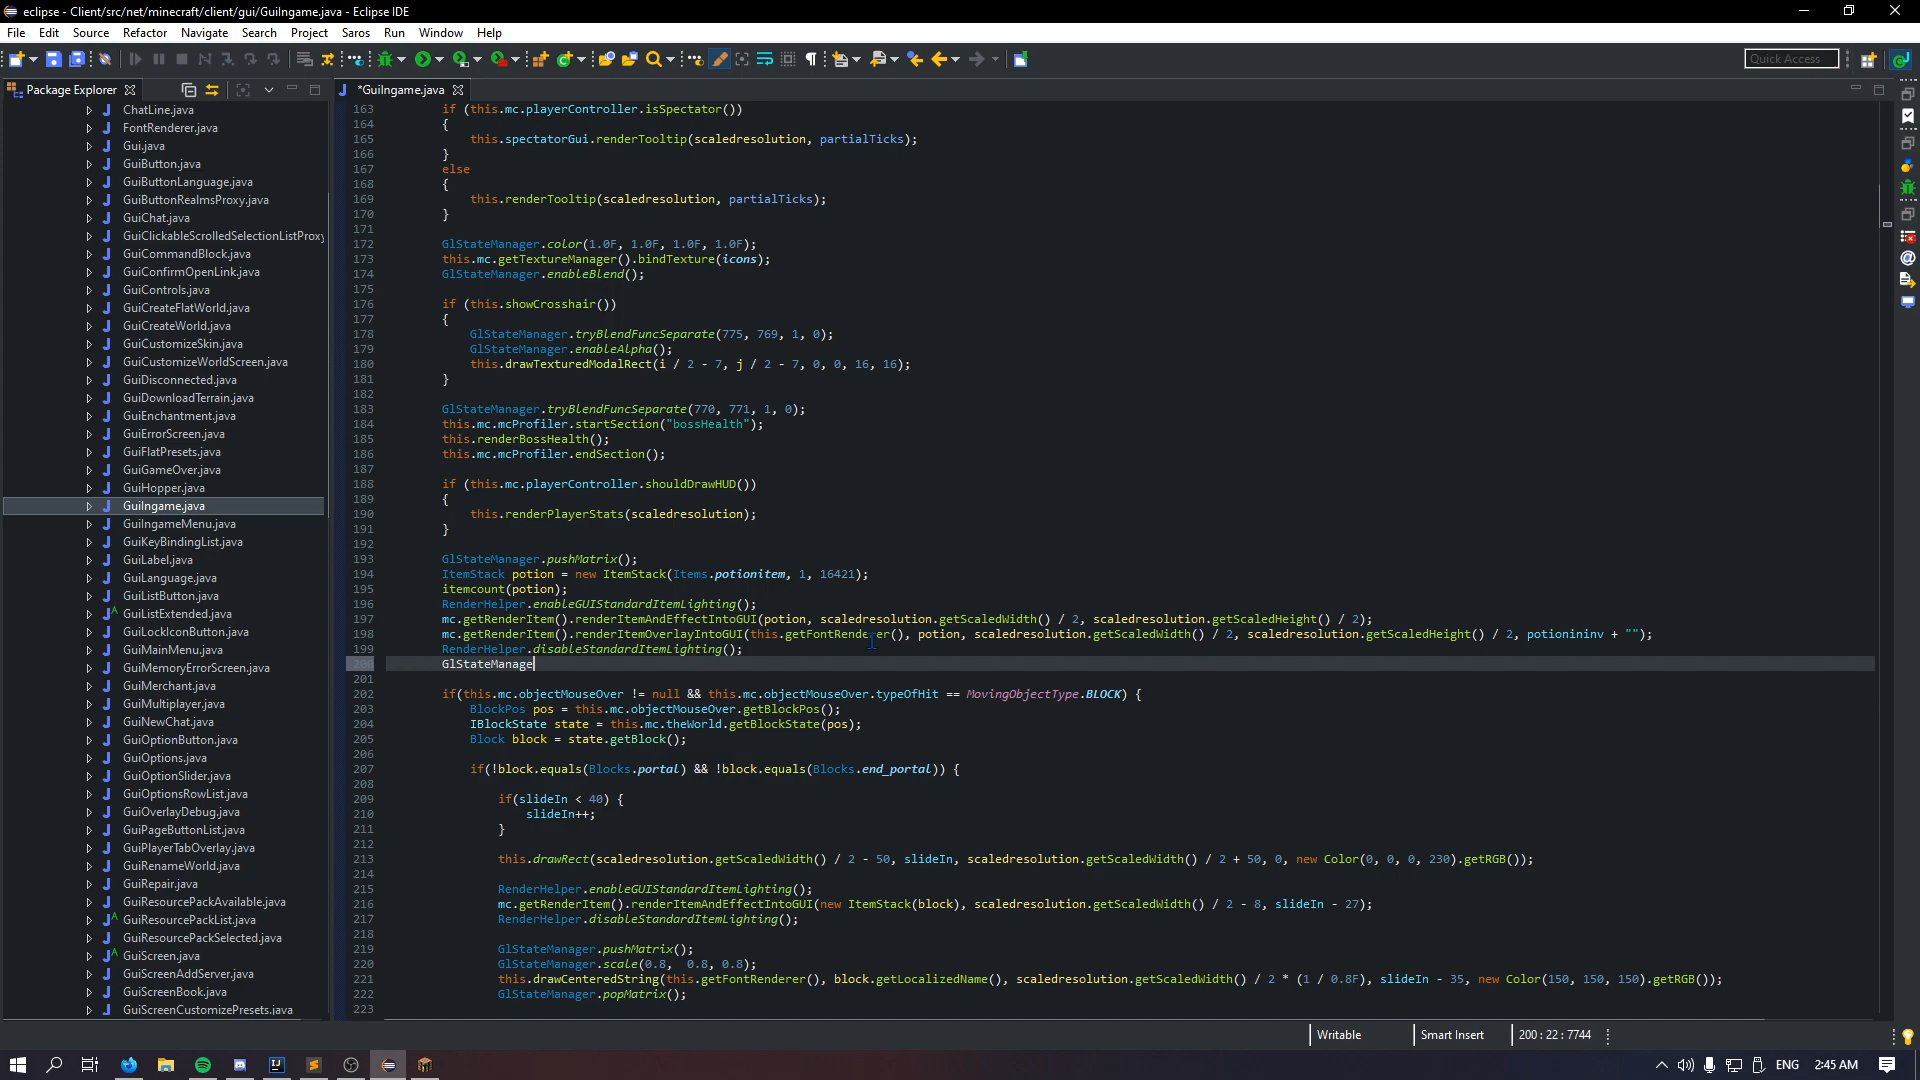 eclipse - Client/src/net/minecraft/client/gui/GuiIngame.java - Eclipse IDE
File Edit Source Refactor Navigate Search Project Saros Run Window Help
Quick Access
Package Explorer
*GuiIngame.java
ChatLine.java
FontRenderer.java
Gui.java
GuiButton.java
GuiButtonLanguage.java
GuiButtonRealmsProxy.java
GuiChat.java
GuiClickableScrolledSelectionListProxy
GuiCommandBlock.java
GuiConfirmOpenLink.java
GuiControls.java
GuiCreateFlatWorld.java
GuiCreateWorld.java
GuiCustomizeSkin.java
GuiCustomizeWorldScreen.java
GuiDisconnected.java
GuiDownloadTerrain.java
GuiEnchantment.java
GuiErrorScreen.java
GuiFlatPresets.java
GuiGameOver.java
GuiHopper.java
GuiIngame.java
GuiIngameMenu.java
GuiKeyBindingList.java
GuiLabel.java
GuiLanguage.java
GuiListButton.java
GuiListExtended.java
GuiLockIconButton.java
GuiMainMenu.java
GuiMemoryErrorScreen.java
GuiMerchant.java
GuiMultiplayer.java
GuiNewChat.java
GuiOptionButton.java
GuiOptions.java
GuiOptionSlider.java
GuiOptionsRowList.java
GuiOverlayDebug.java
GuiPageButtonList.java
GuiPlayerTabOverlay.java
GuiRenameWorld.java
GuiRepair.java
GuiResourcePackAvailable.java
GuiResourcePackList.java
GuiResourcePackSelected.java
GuiScreen.java
GuiScreenAddServer.java
GuiScreenBook.java
GuiScreenCustomizePresets.java
163 if (this.mc.playerController.isSpectator())
164 {
165 this.spectatorGui.renderTooltip(scaledresolution, partialTicks);
166 }
167 else
168 {
169 this.renderTooltip(scaledresolution, partialTicks);
170 }
171
172 GlStateManager.color(1.0F, 1.0F, 1.0F, 1.0F);
173 this.mc.getTextureManager().bindTexture(icons);
174 GlStateManager.enableBlend();
175
176 if (this.showCrosshair())
177 {
178 GlStateManager.tryBlendFuncSeparate(775, 769, 1, 0);
179 GlStateManager.enableAlpha();
180 this.drawTexturedModalRect(i / 2 - 7, j / 2 - 7, 0, 0, 16, 16);
181 }
182
183 GlStateManager.tryBlendFuncSeparate(770, 771, 1, 0);
184 this.mc.mcProfiler.startSection("bossHealth");
185 this.renderBossHealth();
186 this.mc.mcProfiler.endSection();
187
188 if (this.mc.playerController.shouldDrawHUD())
189 {
190 this.renderPlayerStats(scaledresolution);
191 }
192
193 GlStateManager.pushMatrix();
194 ItemStack potion = new ItemStack(Items.potionitem, 1, 16421);
195 itemcount(potion);
196 RenderHelper.enableGUIStandardItemLighting();
197 mc.getRenderItem().renderItemAndEffectIntoGUI(potion, scaledresolution.getScaledWidth() / 2, scaledresolution.getScaledHeight() / 2);
198 mc.getRenderItem().renderItemOverlayIntoGUI(this.getFontRenderer(), potion, scaledresolution.getScaledWidth() / 2, scaledresolution.getScaledHeight() / 2, potionininv + "");
199 RenderHelper.disableStandardItemLighting();
200 GlStateManage
201
202 if(this.mc.objectMouseOver != null && this.mc.objectMouseOver.typeOfHit == MovingObjectType.BLOCK) {
203 BlockPos pos = this.mc.objectMouseOver.getBlockPos();
204 IBlockState state = this.mc.theWorld.getBlockState(pos);
205 Block block = state.getBlock();
206
207 if(!block.equals(Blocks.portal) && !block.equals(Blocks.end_portal)) {
208
209 if(slideIn < 40) {
210 slideIn++;
211 }
212
213 this.drawRect(scaledresolution.getScaledWidth() / 2 - 50, slideIn, scaledresolution.getScaledWidth() / 2 + 50, 0, new Color(0, 0, 0, 230).getRGB());
214
215 RenderHelper.enableGUIStandardItemLighting();
216 mc.getRenderItem().renderItemAndEffectIntoGUI(new ItemStack(block), scaledresolution.getScaledWidth() / 2 - 8, slideIn - 27);
217 RenderHelper.disableStandardItemLighting();
218
219 GlStateManager.pushMatrix();
220 GlStateManager.scale(0.8, 0.8, 0.8);
221 this.drawCenteredString(this.getFontRenderer(), block.getLocalizedName(), scaledresolution.getScaledWidth() / 2 * (1 / 0.8F), slideIn - 35, new Color(150, 150, 150).getRGB());
222 GlStateManager.popMatrix();
223
Writable Smart Insert 200 : 22 : 7744
ENG 2:45 AM